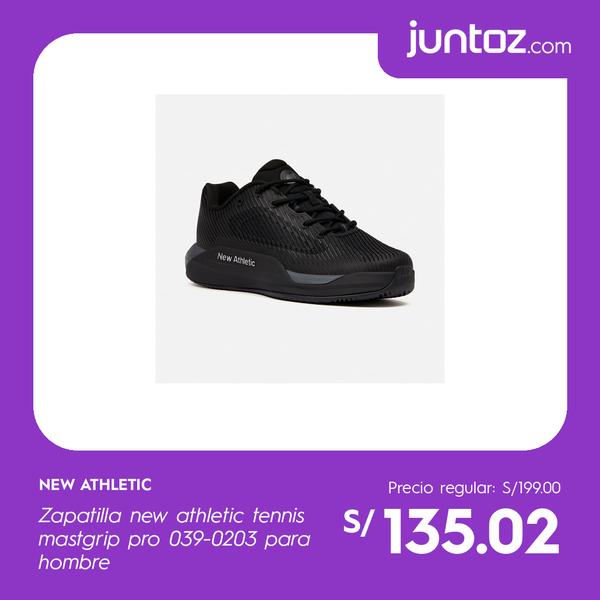 juntoz.com
New Athletic
NEW ATHLETIC
Zapatilla new athletic tennis
mastgrip pro 039-0203 para
hombre
Precio regular: S/199.00
S/135.02